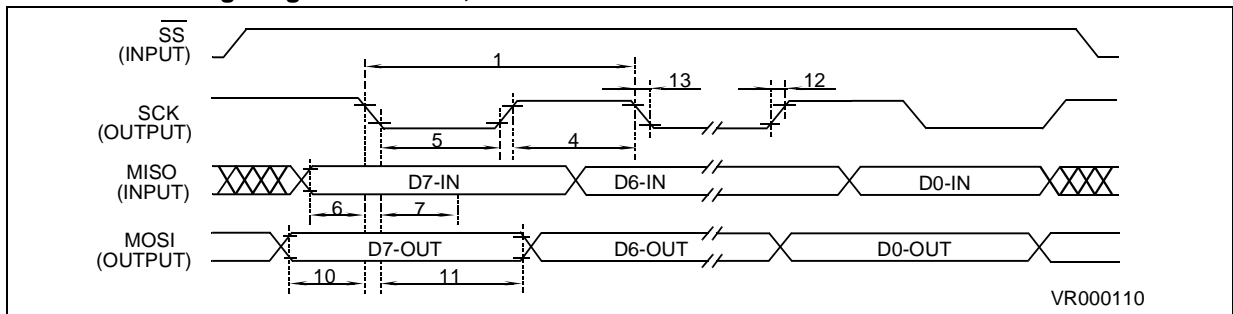 SS
(INPUT)
1
13
12
SCK
(OUTPUT)
5
4
MISO
(INPUT)
D7-IN
D6-IN
D0-IN
6
7
MOSI
(OUTPUT)
D7-OUT
D6-OUT
D0-OUT
10
11
VR000110